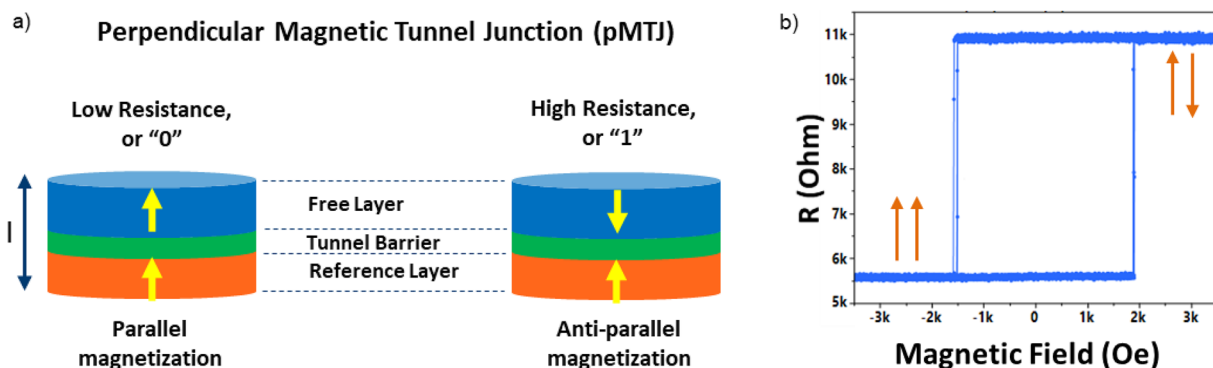 a)
Perpendicular Magnetic Tunnel Junction (pMTJ)
Low Resistance,
or “0”
High Resistance,
or “1”
I
Free Layer
Tunnel Barrier
Reference Layer
Parallel
magnetization
Anti-parallel
magnetization
b)
R (Ohm)
11k
10k
9k
8k
7k
6k
5k
-3k
-2k
-1k
0k
1k
2k
3k
Magnetic Field (Oe)